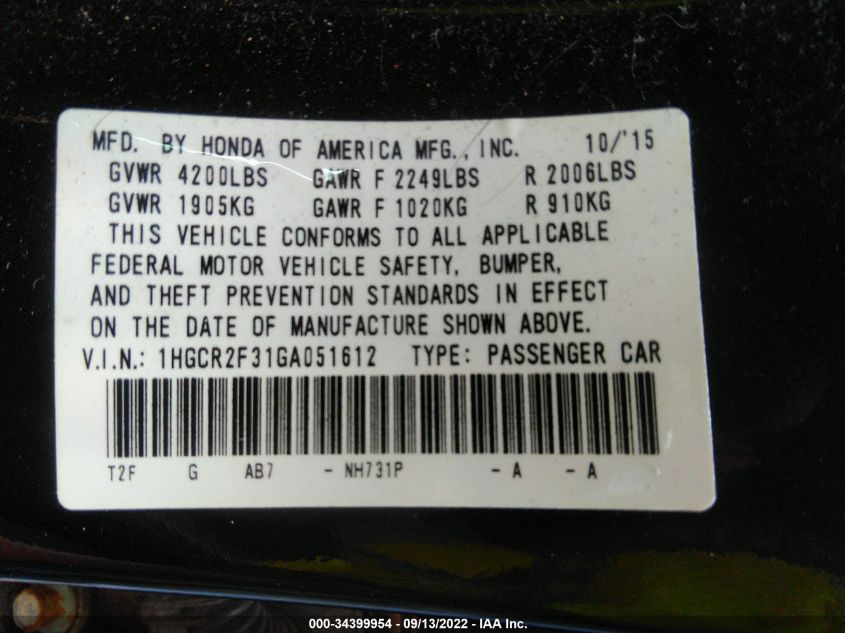 MFD. BY HONDA OF AMERICA MFG., INC. 10/'15
GVWR 4200LBS GAWR F 2249LBS R 2006LBS
GVWR 1905KG GAWR F 1020KG R 910KG
THIS VEHICLE CONFORMS TO ALL APPLICABLE
FEDERAL MOTOR VEHICLE SAFETY, BUMPER,
AND THEFT PREVENTION STANDARDS IN EFFECT
ON THE DATE OF MANUFACTURE SHOWN ABOVE.
V.I.N.: 1HGCR2F31GA051612 TYPE: PASSENGER CAR
T2F G AB7 - NH731P - A - A
000-34399954 - 09/13/2022 - IAA Inc.